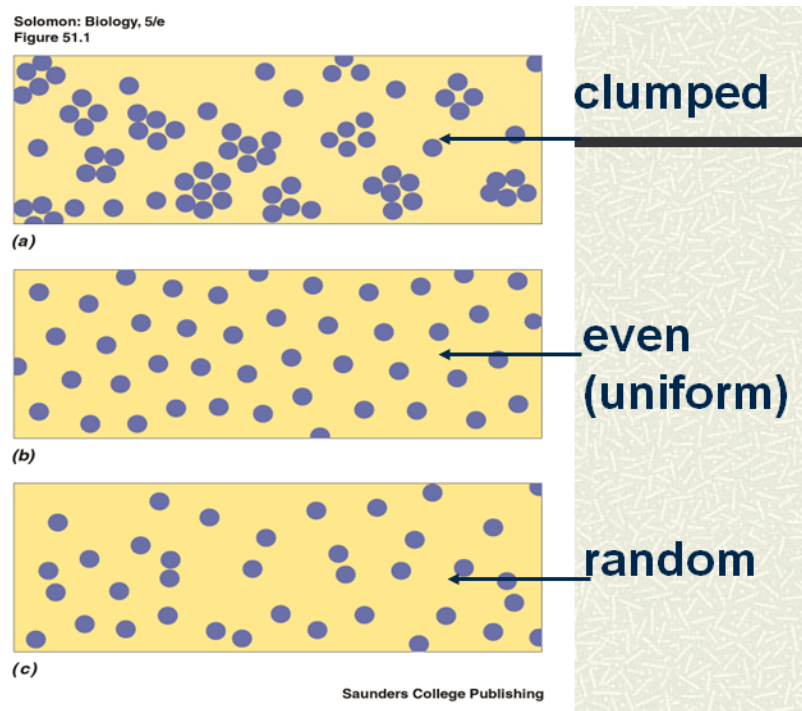 Solomon: Biology, 5/e
Figure 51.1
clumped
(a)
even
(uniform)
(b)
random
(c)
Saunders College Publishing